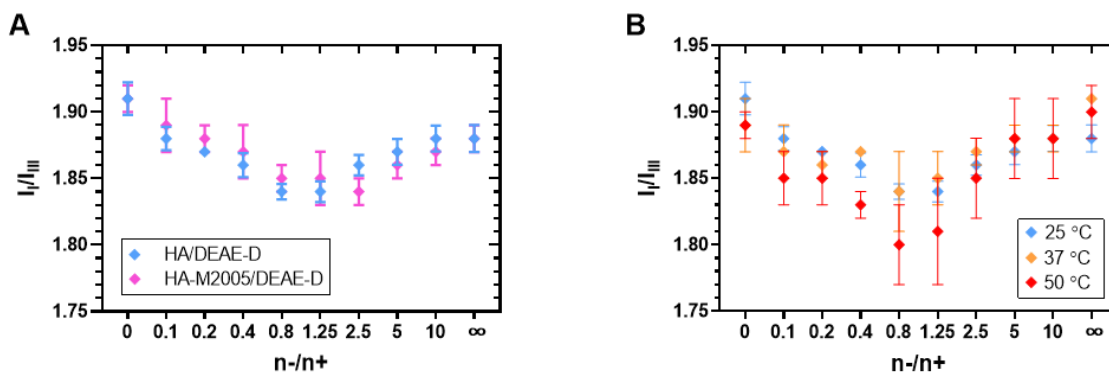 A
I_I/I_III
1.95
1.90
1.85
1.80
1.75
HA/DEAE-D
HA-M2005/DEAE-D
0 0.1 0.2 0.4 0.8 1.25 2.5 5 10 ∞
n-/n+
B
I_I/I_III
1.95
1.90
1.85
1.80
1.75
25 °C
37 °C
50 °C
0 0.1 0.2 0.4 0.8 1.25 2.5 5 10 ∞
n-/n+